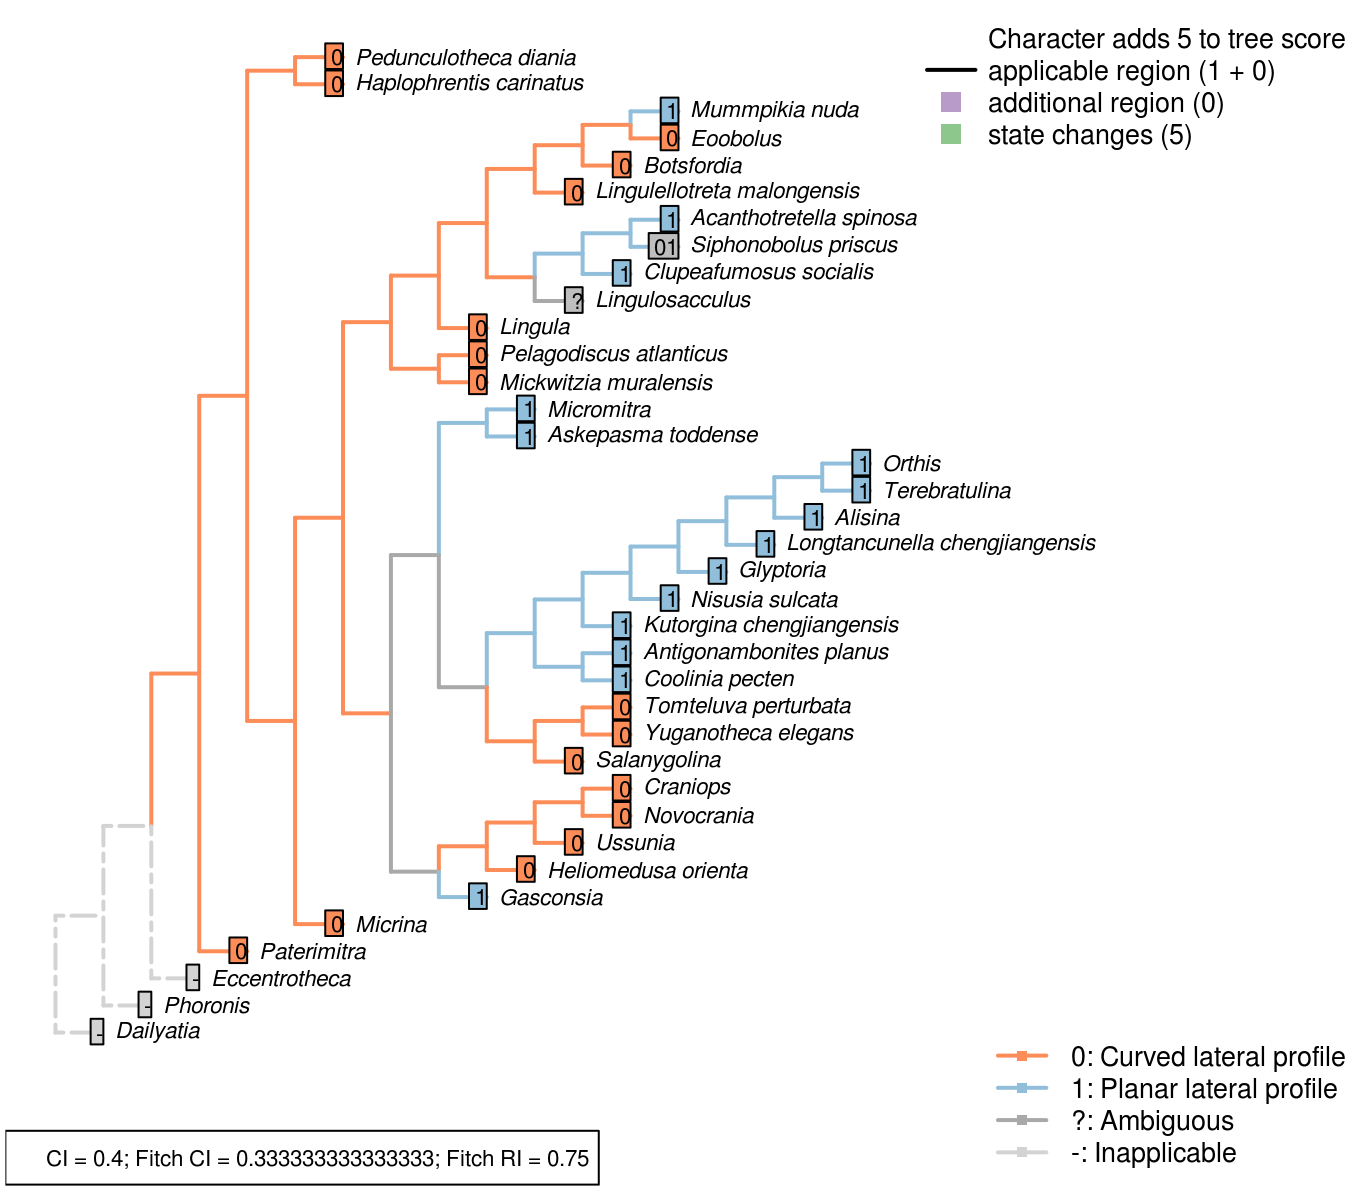 Character adds 5 to tree score
applicable region (1 + 0)
additional region (0)
state changes (5)
0 Pedunculotheca diania
0 Haplophrentis carinatus
1 Mummpikia nuda
0 Eoobolus
0 Botsfordia
0 Lingulellotreta malongensis
1 Acanthotretella spinosa
01 Siphonobolus priscus
1 Clupeafumosus socialis
? Lingulosacculus
0 Lingula
0 Pelagodiscus atlanticus
0 Mickwitzia muralensis
1 Micromitra
1 Askepasma toddense
1 Orthis
1 Terebratulina
1 Alisina
1 Longtancunella chengjiangensis
1 Glyptoria
1 Nisusia sulcata
1 Kutorgina chengjiangensis
1 Antigonambonites planus
1 Coolinia pecten
0 Tomteluva perturbata
0 Yuganotheca elegans
0 Salanygolina
0 Craniops
0 Novocrania
0 Ussunia
0 Heliomedusa orienta
1 Gasconsia
0 Micrina
0 Paterimitra
- Eccentrotheca
- Phoronis
- Dailyatia
0: Curved lateral profile
1: Planar lateral profile
?: Ambiguous
-: Inapplicable
CI = 0.4; Fitch CI = 0.333333333333333; Fitch RI = 0.75